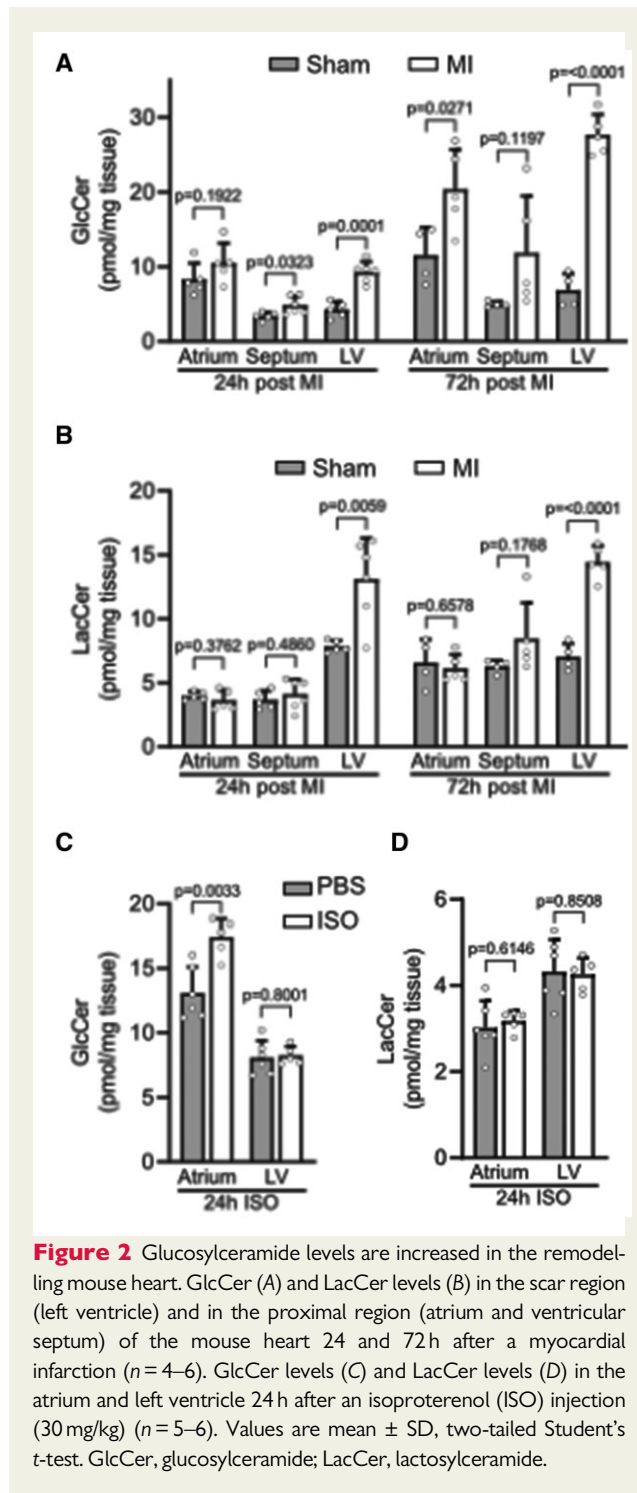 A
Sham MI
p=<0.0001
p=0.0271
30
p=0.1197
GlcCer
(pmol/mg tissue)
20
p=0.1922
p=0.0001
10
p=0.0323
0
Atrium Septum LV Atrium Septum LV
24h post MI 72h post MI
B
Sham MI
20
p=0.0059
p=<0.0001
LacCer
(pmol/mg tissue)
15
p=0.1768
10
p=0.6578
p=0.3762 p=0.4860
5
0
Atrium Septum LV Atrium Septum LV
24h post MI 72h post MI
C
PBS
ISO
p=0.0033
20
GlcCer
(pmol/mg tissue)
15
p=0.8001
10
5
0
Atrium LV
24h ISO
D
6
p=0.8508
p=0.6146
LacCer
(pmol/mg tissue)
4
2
0
Atrium LV
24h ISO
Figure 2 Glucosylceramide levels are increased in the remodel-
ling mouse heart. GlcCer (A) and LacCer levels (B) in the scar region
(left ventricle) and in the proximal region (atrium and ventricular
septum) of the mouse heart 24 and 72 h after a myocardial
infarction (n = 4–6). GlcCer levels (C) and LacCer levels (D) in the
atrium and left ventricle 24 h after an isoproterenol (ISO) injection
(30 mg/kg) (n = 5–6). Values are mean ± SD, two-tailed Student's
t-test. GlcCer, glucosylceramide; LacCer, lactosylceramide.